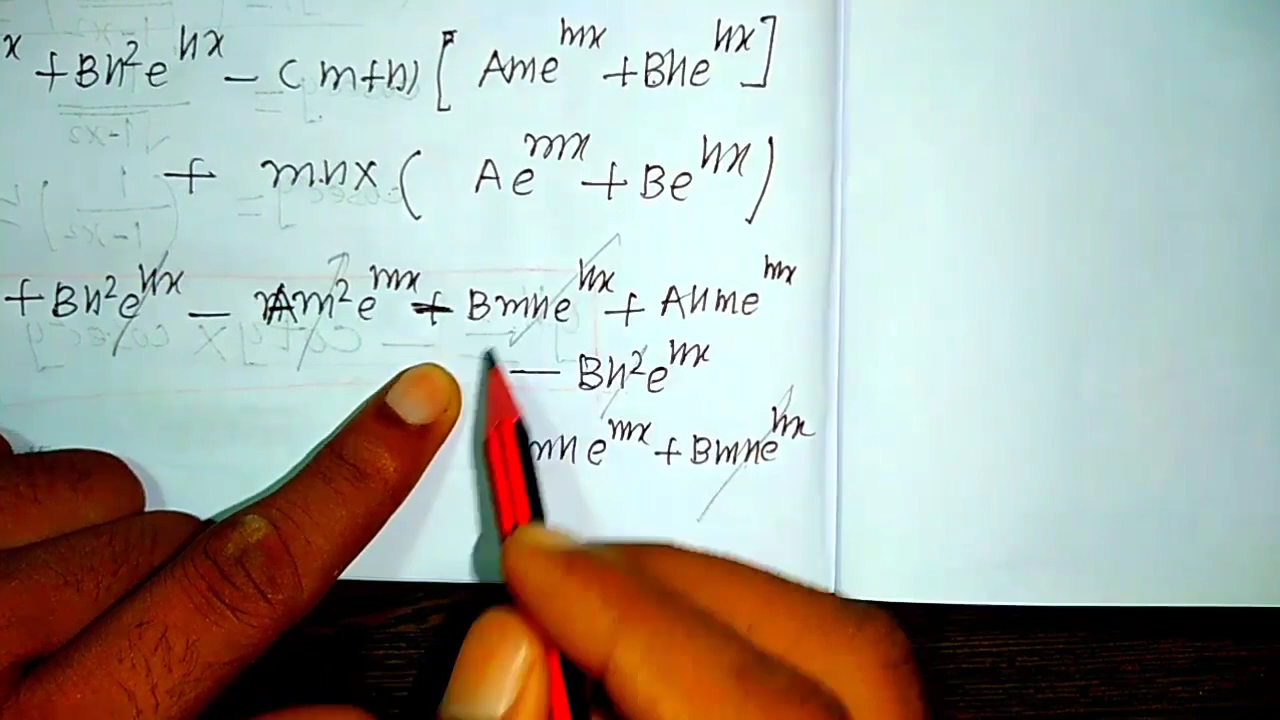 x + Bn²e^nx − (m+n) [ Ame^mx + Bne^nx ]
+ m.nx ( Ae^mx + Be^nx )
+ Bn²e^nx − Am²e^mx + Bmne^nx + Anme^mx
− Bn²e^nx
mne^mx + Bmne^nx